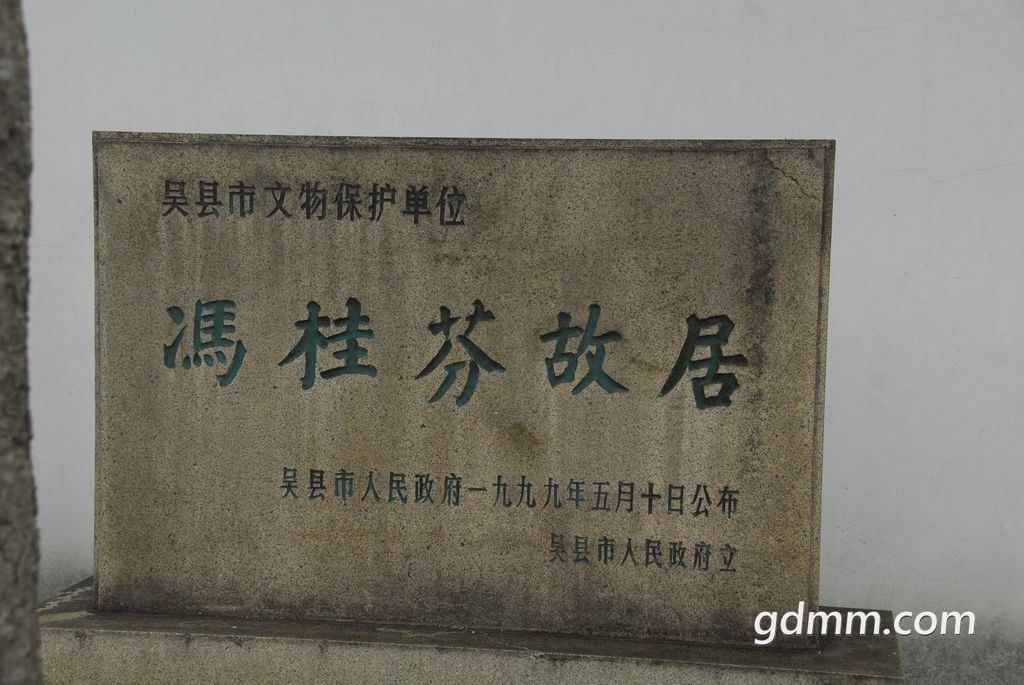 吴县市文物保护单位
馮桂芬故居
吴县市人民政府一九九九年五月十日公布
吴县市人民政府立
gdmm.com